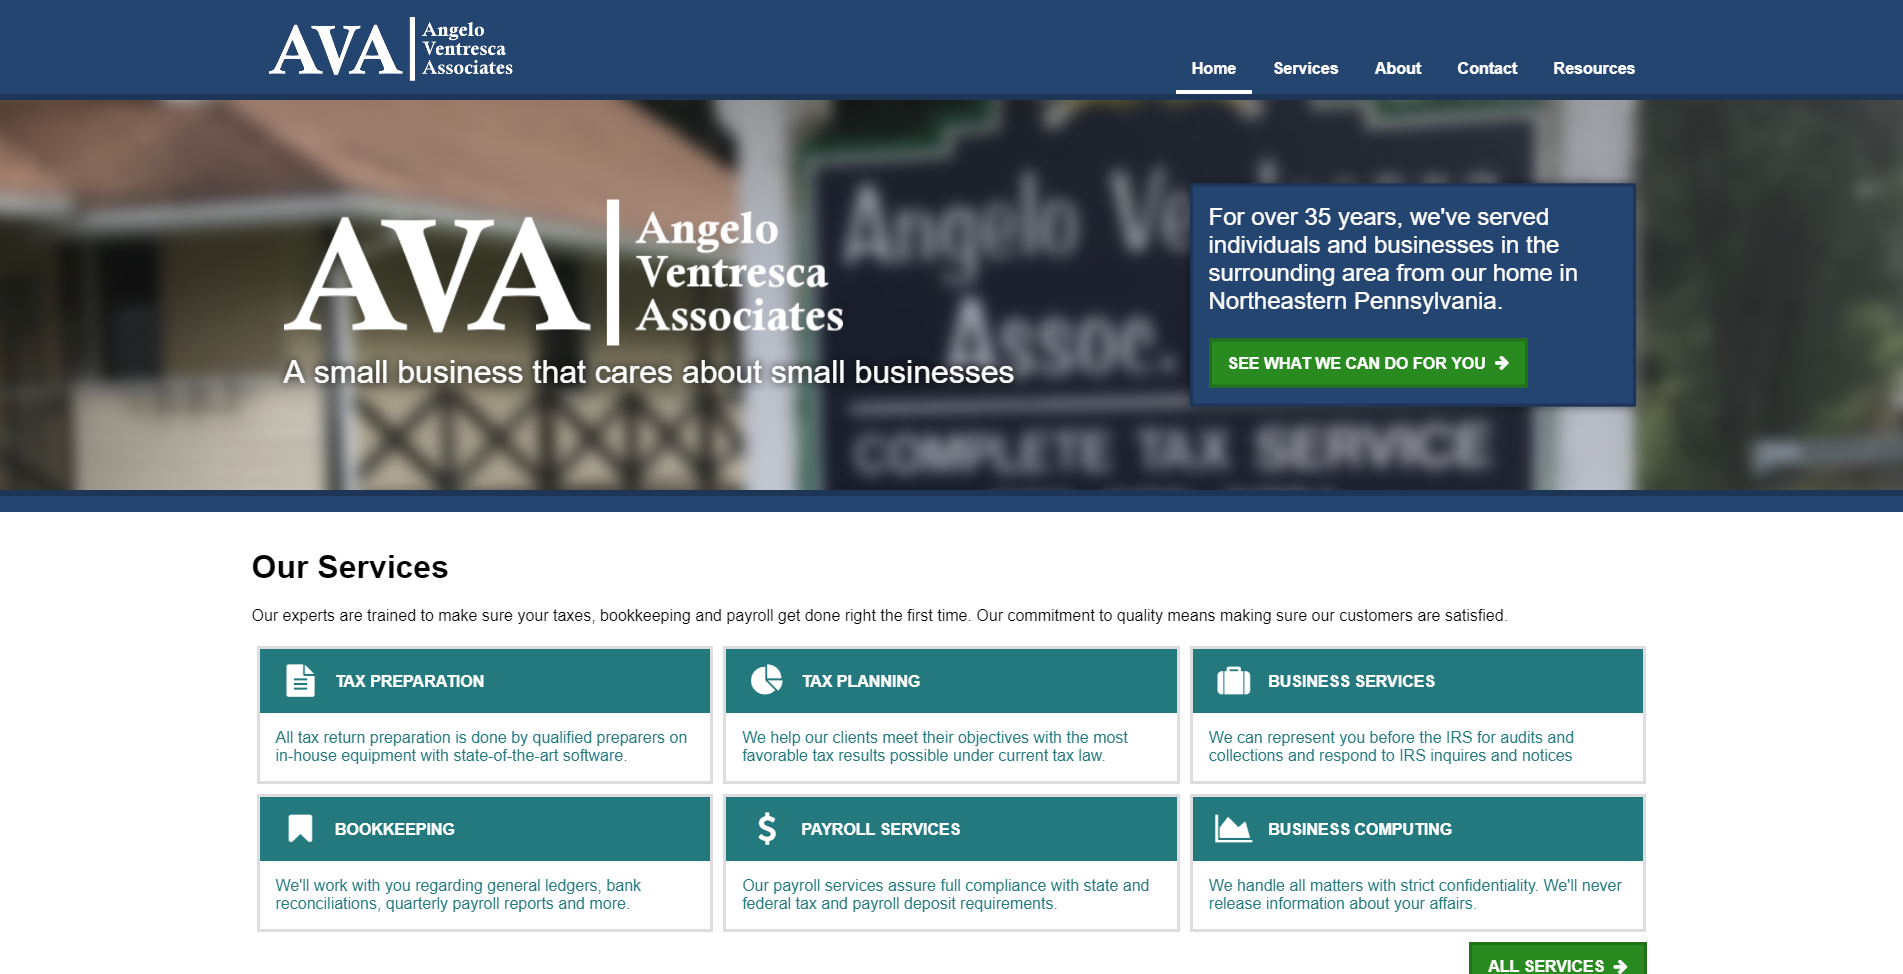 AVA
Angelo
Ventresca
Associates
Home
Services
About
Contact
Resources
Angelo
Assoc.
COMPLETE TAX SERVICE
AVA
Angelo
Ventresca
Associates
A small business that cares about small businesses
For over 35 years, we've served
individuals and businesses in the
surrounding area from our home in
Northeastern Pennsylvania.
SEE WHAT WE CAN DO FOR YOU
Our Services
Our experts are trained to make sure your taxes, bookkeeping and payroll get done right the first time. Our commitment to quality means making sure our customers are satisfied.
TAX PREPARATION
All tax return preparation is done by qualified preparers on
in-house equipment with state-of-the-art software.
TAX PLANNING
We help our clients meet their objectives with the most
favorable tax results possible under current tax law.
BUSINESS SERVICES
We can represent you before the IRS for audits and
collections and respond to IRS inquires and notices
BOOKKEEPING
We'll work with you regarding general ledgers, bank
reconciliations, quarterly payroll reports and more.
PAYROLL SERVICES
Our payroll services assure full compliance with state and
federal tax and payroll deposit requirements.
BUSINESS COMPUTING
We handle all matters with strict confidentiality. We'll never
release information about your affairs.
ALL SERVICES